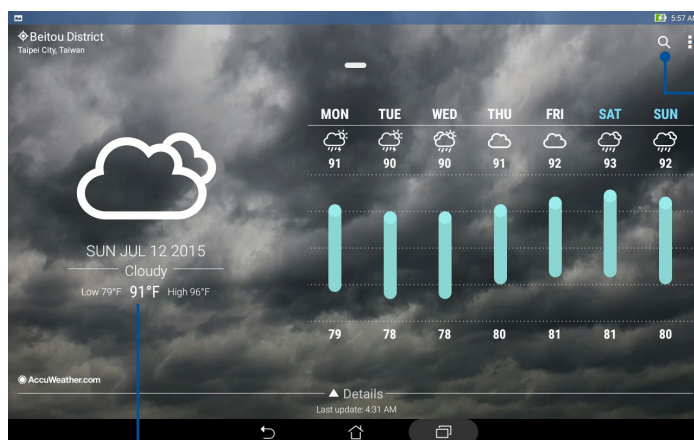 5:57 AM
Beitou District
Taipei City, Taiwan
MON TUE WED THU FRI SAT SUN
91 90 90 91 92 93 92
SUN JUL 12 2015
Cloudy
Low 79°F 91°F High 96°F
79 78 78 80 81 81 80
AccuWeather.com
Details
Last update: 4:31 AM